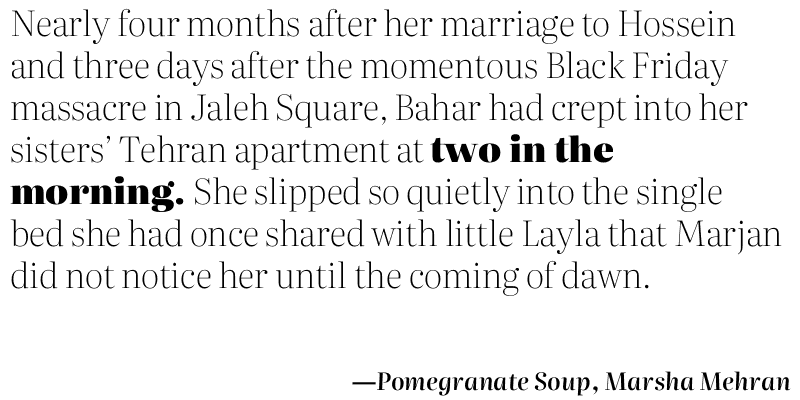 Nearly four months after her marriage to Hossein
and three days after the momentous Black Friday
massacre in Jaleh Square, Bahar had crept into her
sisters’ Tehran apartment at two in the
morning. She slipped so quietly into the single
bed she had once shared with little Layla that Marjan
did not notice her until the coming of dawn.
—Pomegranate Soup, Marsha Mehran